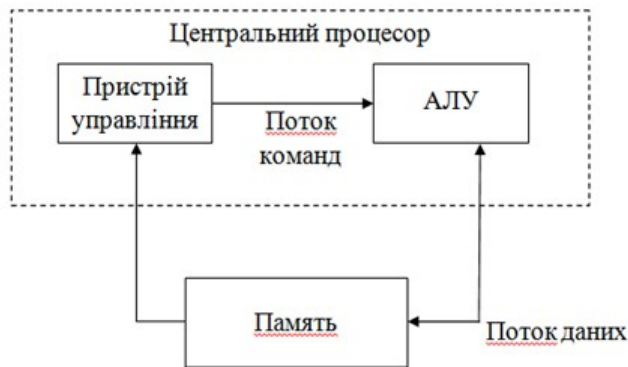 Центральний процесор
Пристрій
управління
АЛУ
Поток
команд
Память
Поток даних